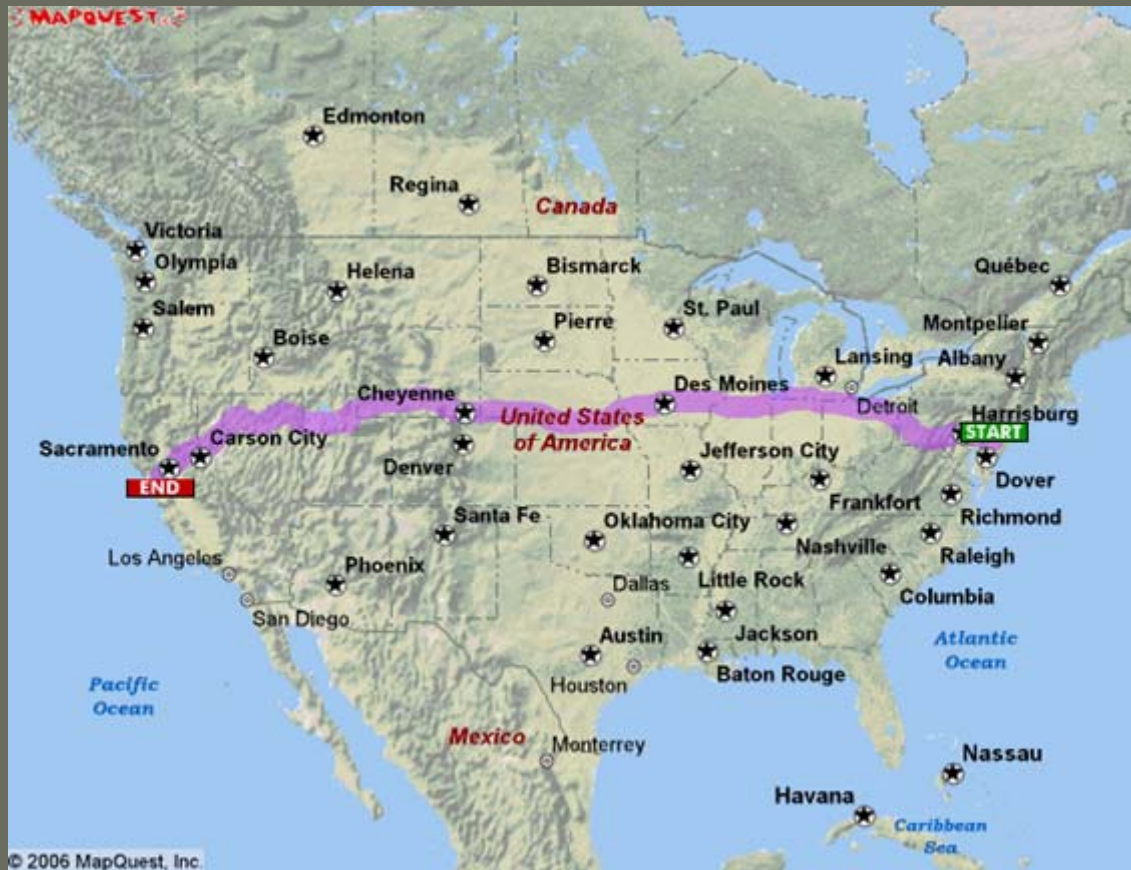 MAPQUEST
Edmonton
Regina
Canada
Victoria
Olympia
Helena
Bismarck
Québec
Salem
St. Paul
Pierre
Montpelier
Boise
Lansing
Albany
Cheyenne
Des Moines
Detroit
Harrisburg
United States
of America
START
Sacramento
Carson City
Denver
Jefferson City
END
Dover
Frankfort
Santa Fe
Oklahoma City
Richmond
Nashville
Raleigh
Los Angeles
Phoenix
Dallas
Little Rock
Columbia
San Diego
Austin
Jackson
Atlantic
Ocean
Houston
Baton Rouge
Pacific
Ocean
Mexico
Monterrey
Nassau
Havana
Caribbean
Sea
© 2006 MapQuest, Inc.